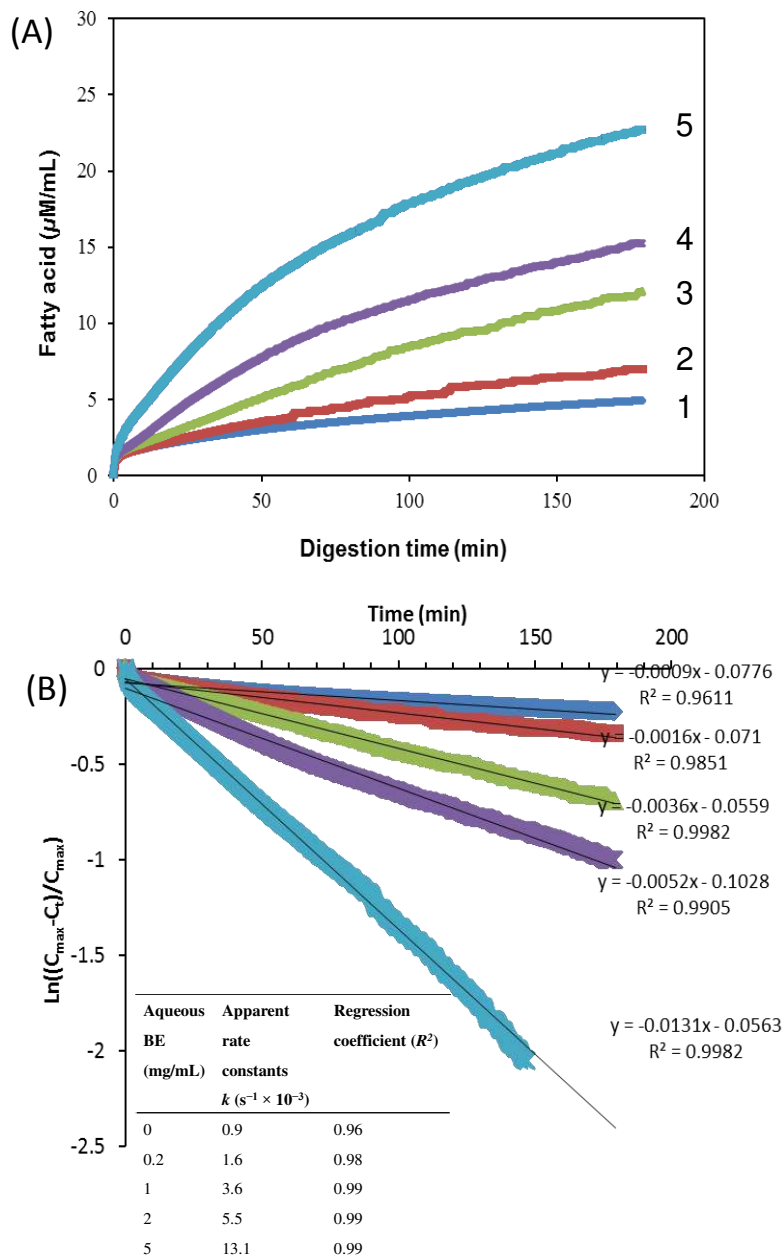 (A)
30
25
20
15
10
5
0
Fatty acid (µM/mL)
0 50 100 150 200
Digestion time (min)
5
4
3
2
1
Time (min)
0 50 100 150 200
(B)
0
-0.5
-1
-1.5
-2
-2.5
Ln((Cmax-Ct)/Cmax)
y = -0.0009x - 0.0776
R² = 0.9611
y = -0.0016x - 0.071
R² = 0.9851
y = -0.0036x - 0.0559
R² = 0.9982
y = -0.0052x - 0.1028
R² = 0.9905
y = -0.0131x - 0.0563
R² = 0.9982
Aqueous Apparent Regression
BE rate coefficient (R²)
(mg/mL) constants
k (s⁻¹ × 10⁻³)
0 0.9 0.96
0.2 1.6 0.98
1 3.6 0.99
2 5.5 0.99
5 13.1 0.99